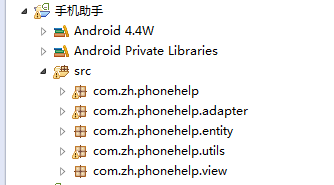 手机助手
Android 4.4W
Android Private Libraries
src
com.zh.phonehelp
com.zh.phonehelp.adapter
com.zh.phonehelp.entity
com.zh.phonehelp.utils
com.zh.phonehelp.view